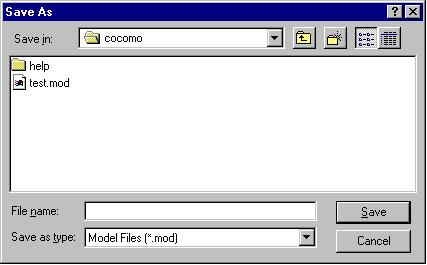 Save As
Save in: cocomo
help
test.mod
File name: Save
Save as type: Model Files (*.mod) Cancel